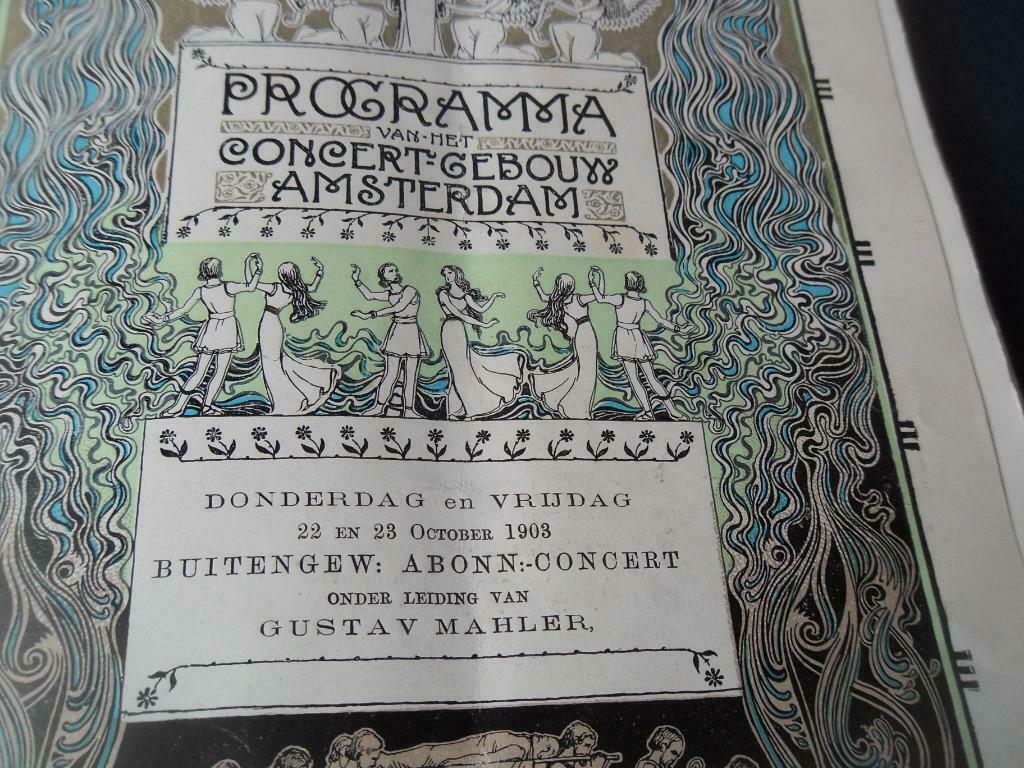 PROGRAMMA
VAN·HET
CONCERT-GEBOUW
AMSTERDAM
DONDERDAG en VRIJDAG
22 EN 23 OCTOBER 1903
BUITENGEW: ABONN:-CONCERT
ONDER LEIDING VAN
GUSTAV MAHLER,